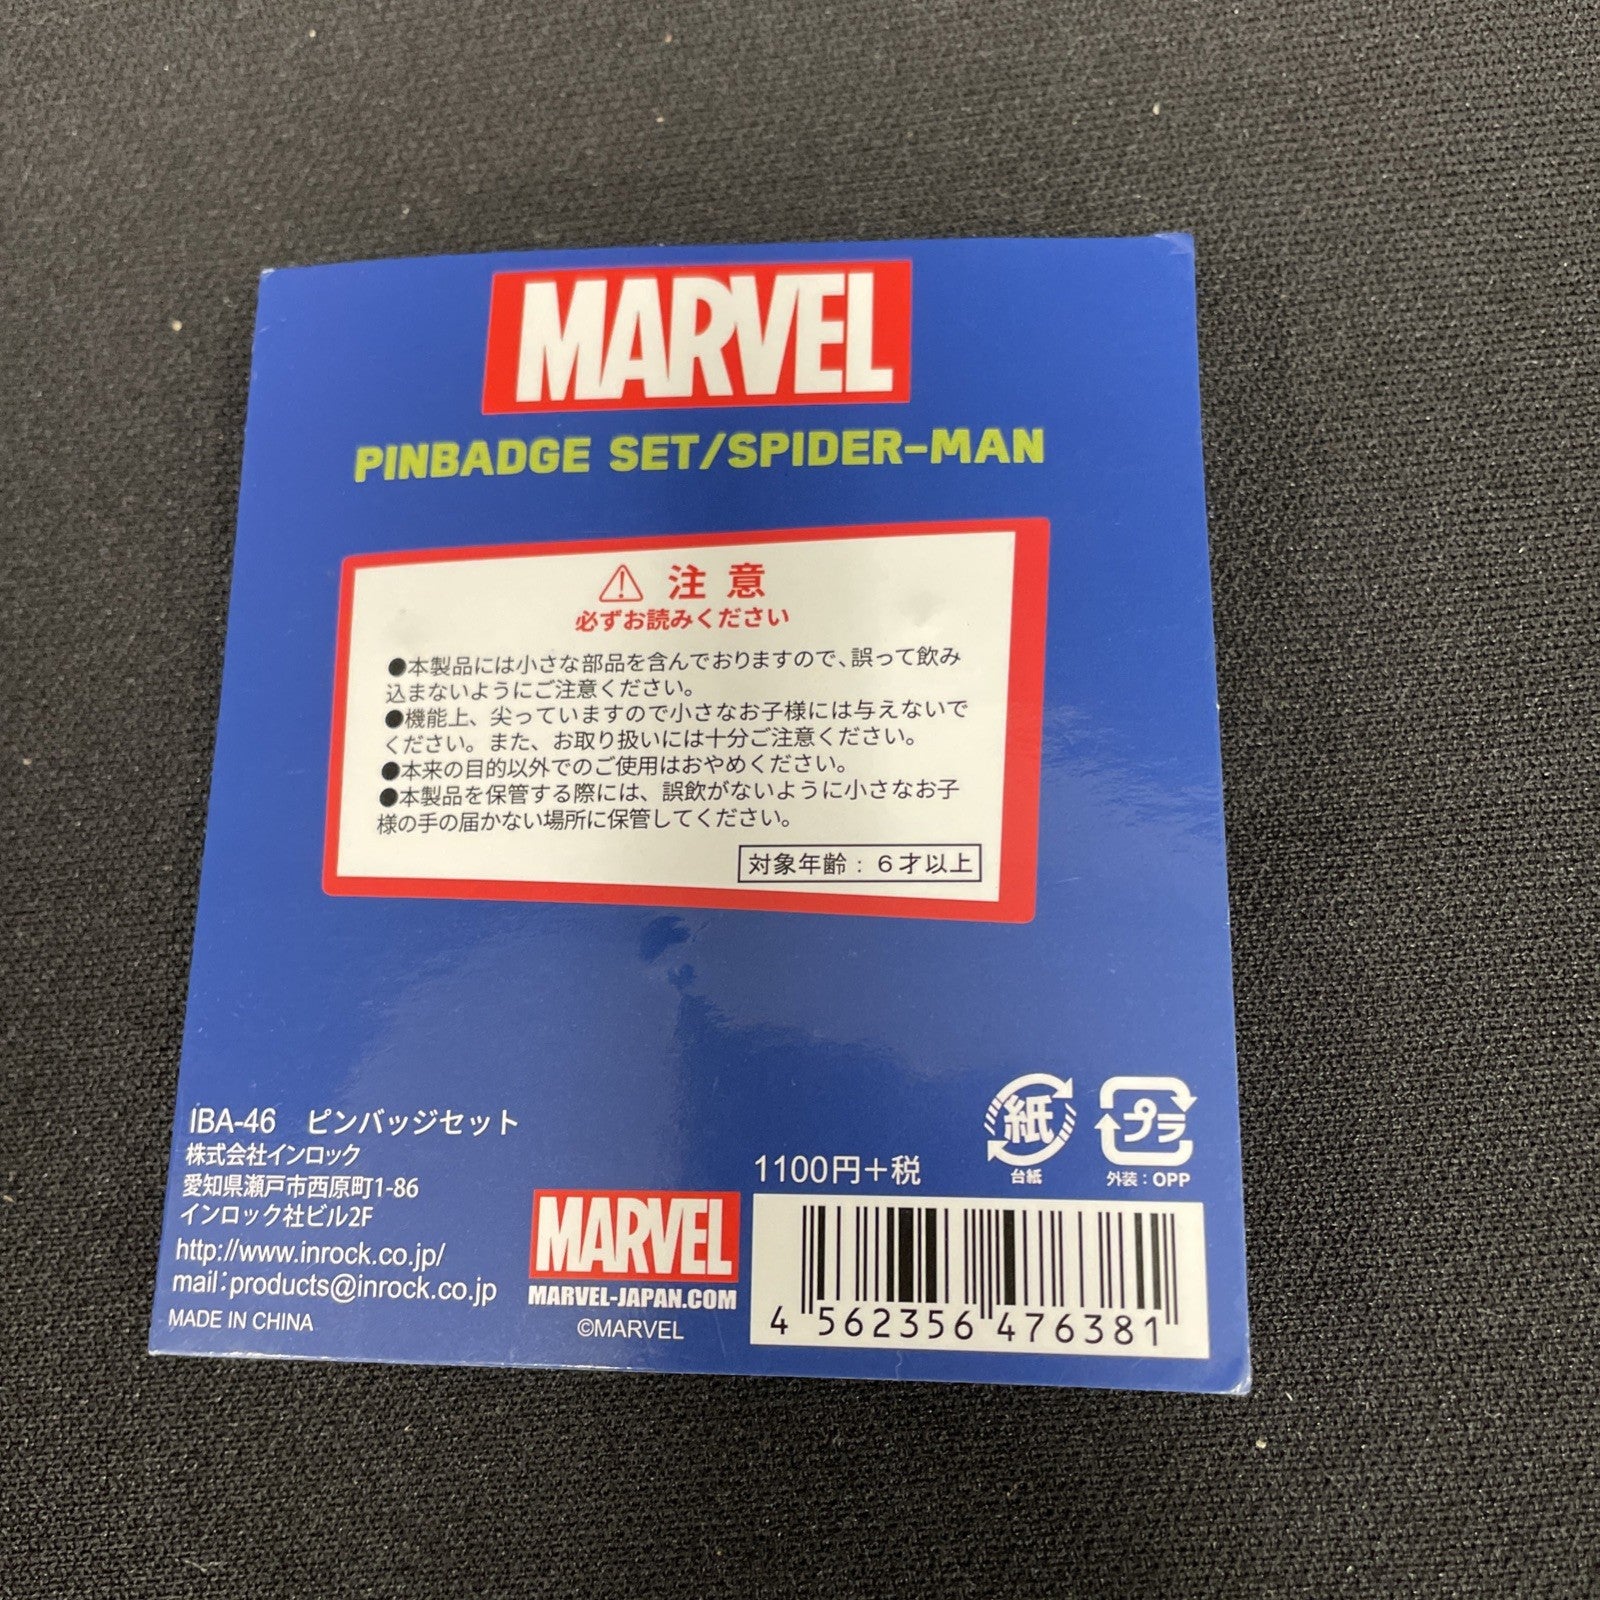 MARVEL
PINBADGE SET/SPIDER-MAN
注意
必ずお読みください
●本製品には小さな部品を含んでおりますので、誤って飲み
込まないようにご注意ください。
●機能上、尖っていますので小さなお子様には与えないで
ください。また、お取り扱いには十分ご注意ください。
●本来の目的以外でのご使用はおやめください。
●本製品を保管する際には、誤飲がないように小さなお子
様の手の届かない場所に保管してください。
対象年齢：6才以上
IBA-46 ピンバッジセット
株式会社インロック
愛知県瀬戸市西原町1-86
インロック社ビル2F
http://www.inrock.co.jp/
mail:products@inrock.co.jp
MADE IN CHINA
MARVEL
MARVEL-JAPAN.COM
©MARVEL
紙
台紙
プラ
外装：OPP
1100円+税
4 562356 476381